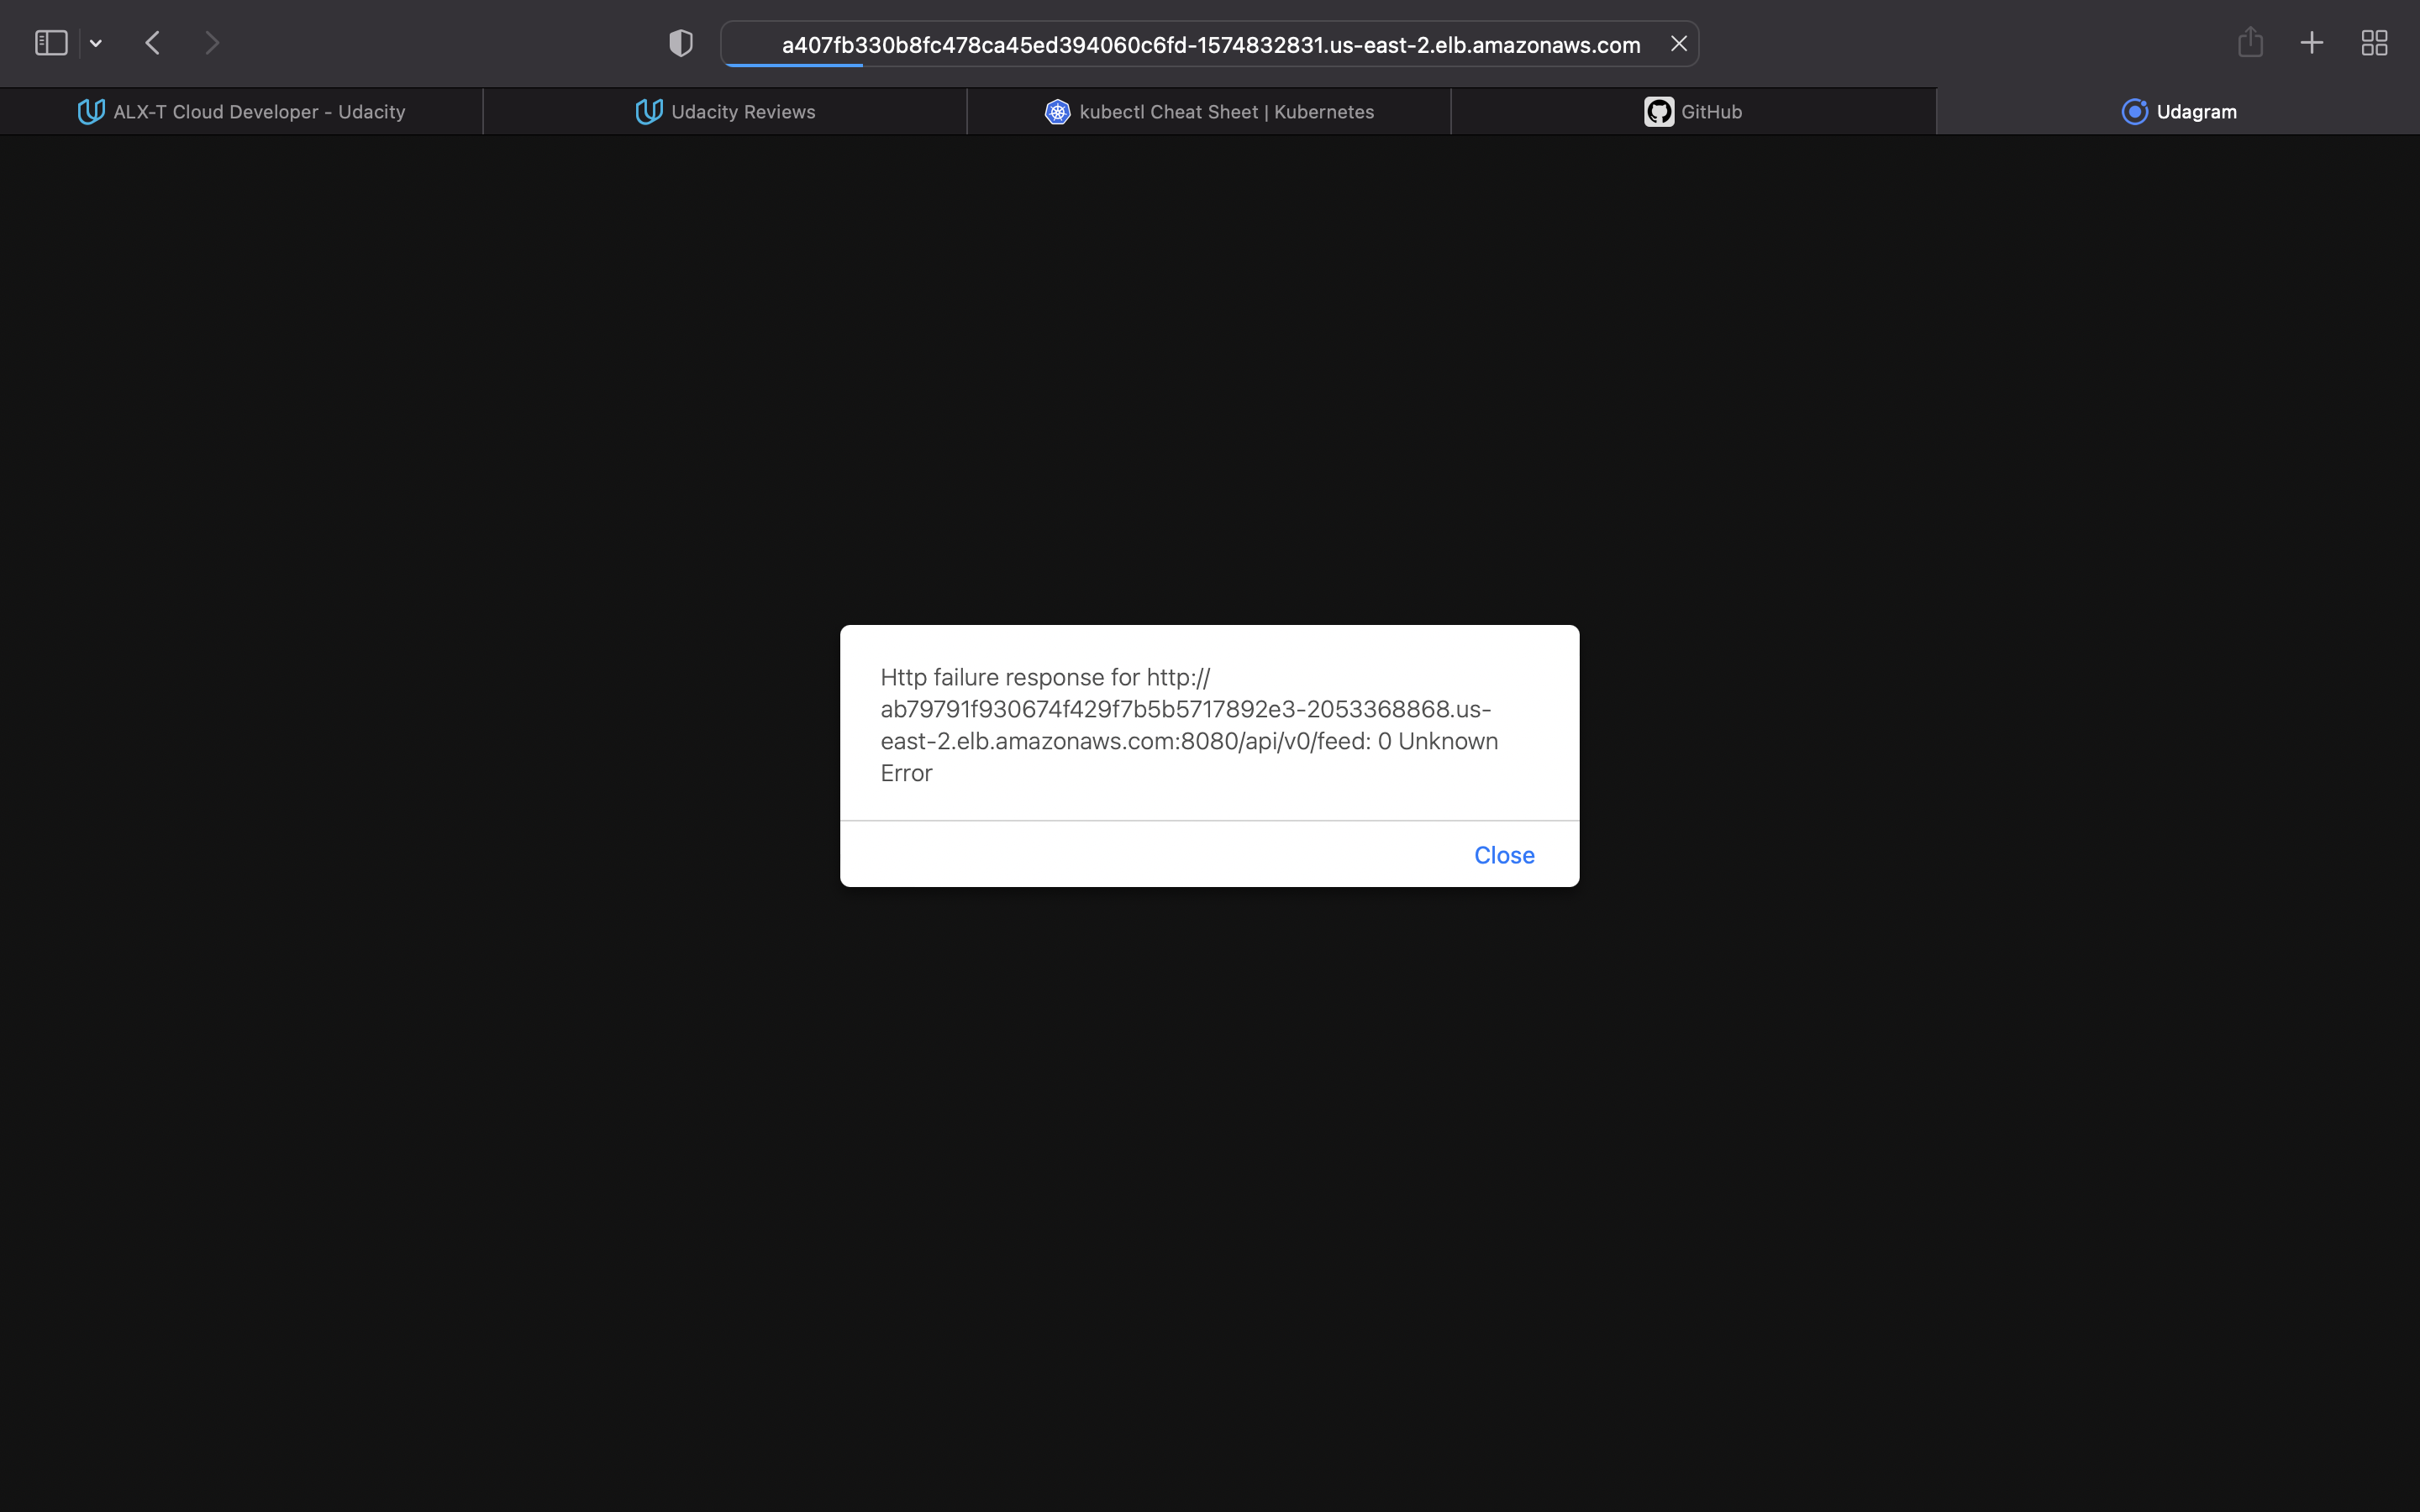 a407fb330b8fc478ca45ed394060c6fd-1574832831.us-east-2.elb.amazonaws.com
ALX-T Cloud Developer - Udacity
Udacity Reviews
kubectl Cheat Sheet | Kubernetes
GitHub
Udagram
Http failure response for http://
ab79791f930674f429f7b5b5717892e3-2053368868.us-
east-2.elb.amazonaws.com:8080/api/v0/feed: 0 Unknown
Error
Close